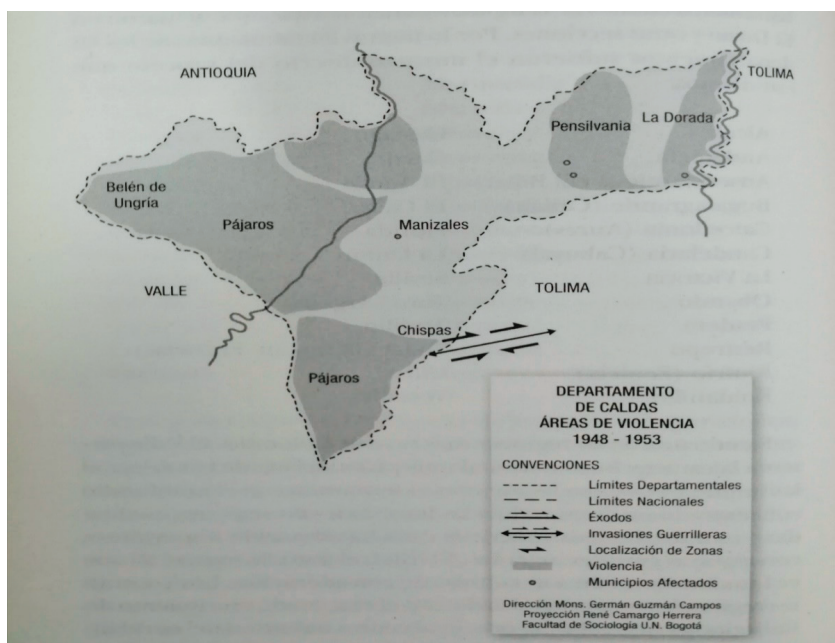 ANTIOQUIA
TOLIMA
Pensilvania
La Dorada
Belén de
Ungría
Pájaros
Manizales
VALLE
TOLIMA
Chispas
Pájaros
DEPARTAMENTO
DE CALDAS
ÁREAS DE VIOLENCIA
1948 - 1953
CONVENCIONES
Límites Departamentales
Límites Nacionales
Éxodos
Invasiones Guerrilleras
Localización de Zonas
Violencia
Municipios Afectados
Dirección Mons. Germán Guzmán Campos
Proyección René Camargo Herrera
Facultad de Sociología U.N. Bogotá